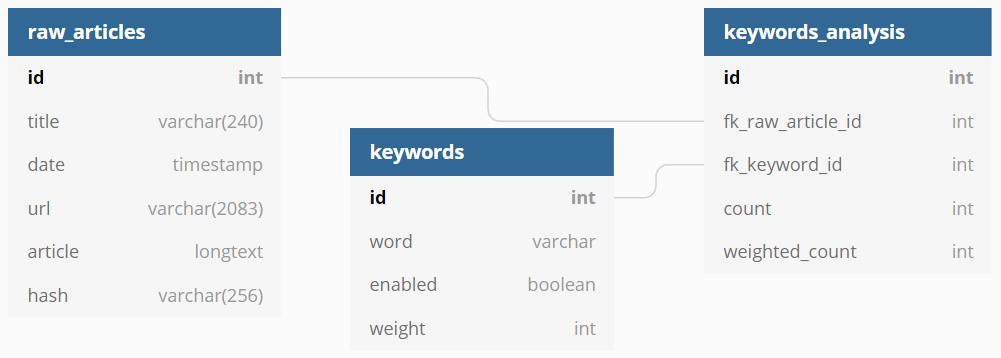 raw_articles
id int
title varchar(240)
date timestamp
url varchar(2083)
article longtext
hash varchar(256)
keywords
id int
word varchar
enabled boolean
weight int
keywords_analysis
id int
fk_raw_article_id int
fk_keyword_id int
count int
weighted_count int